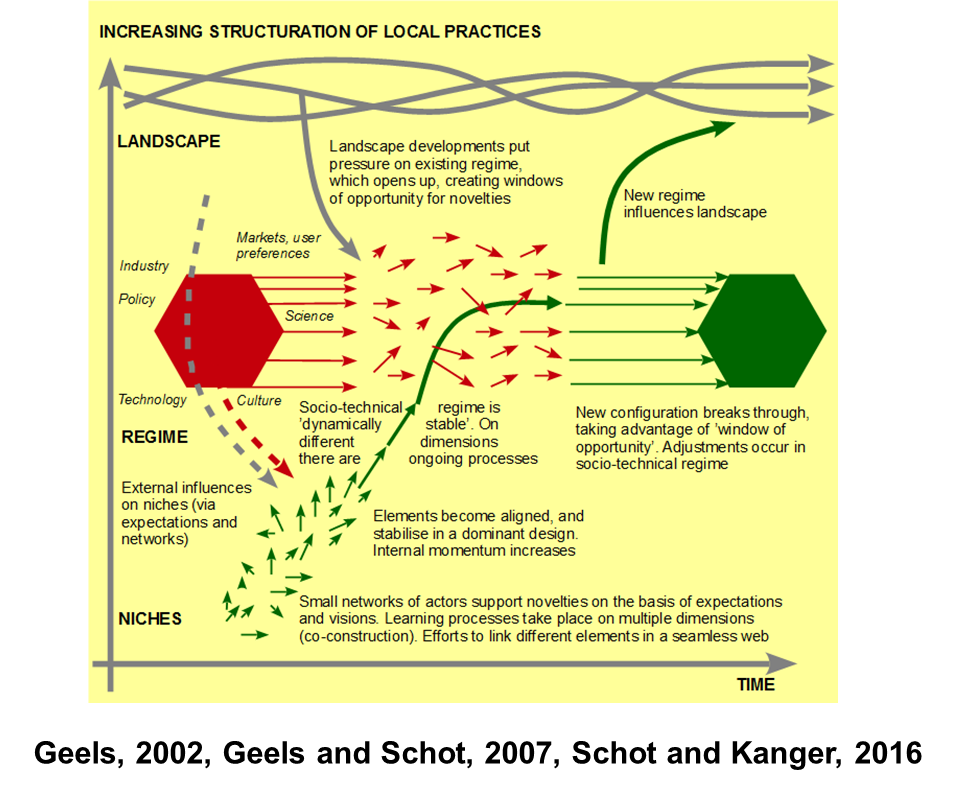 INCREASING STRUCTURATION OF LOCAL PRACTICES
LANDSCAPE
Landscape developments put
pressure on existing regime,
which opens up, creating windows
of opportunity for novelties
New regime
influences landscape
Markets, user
preferences
Industry
Policy
Science
Technology
Culture
REGIME
Socio-technical regime is
'dynamically stable'. On
different dimensions
there are ongoing processes
New configuration breaks through,
taking advantage of 'window of
opportunity'. Adjustments occur in
socio-technical regime
External influences
on niches (via
expectations and
networks)
Elements become aligned, and
stabilise in a dominant design.
Internal momentum increases
NICHES
Small networks of actors support novelties on the basis of expectations
and visions. Learning processes take place on multiple dimensions
(co-construction). Efforts to link different elements in a seamless web
TIME
Geels, 2002, Geels and Schot, 2007, Schot and Kanger, 2016